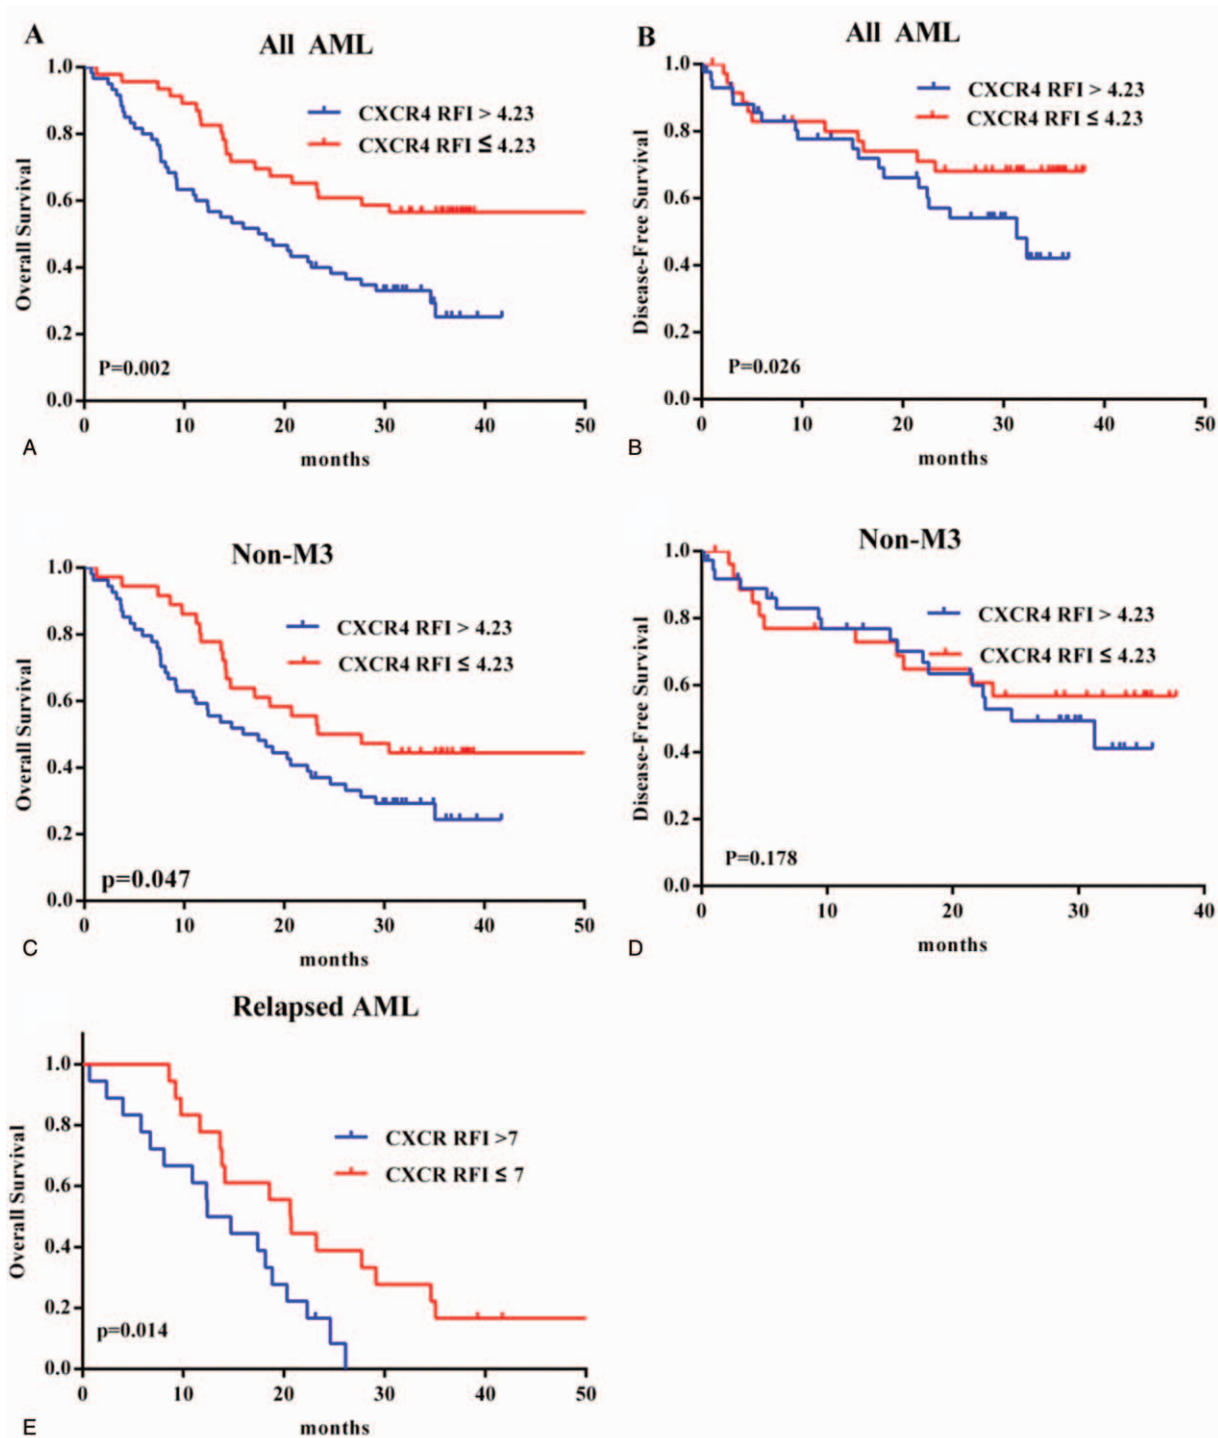 A
All AML
1.0
0.8
0.6
0.4
0.2
0.0
Overall Survival
CXCR4 RFI > 4.23
CXCR4 RFI ≤ 4.23
P=0.002
0 10 20 30 40 50
months
A
B
All AML
1.0
0.8
0.6
0.4
0.2
0.0
Disease-Free Survival
CXCR4 RFI > 4.23
CXCR4 RFI ≤ 4.23
P=0.026
0 10 20 30 40 50
months
B
Non-M3
1.0
0.8
0.6
0.4
0.2
0.0
Overall Survival
CXCR4 RFI > 4.23
CXCR4 RFI ≤ 4.23
p=0.047
0 10 20 30 40 50
months
C
Non-M3
1.0
0.8
0.6
0.4
0.2
0.0
Disease-Free Survival
CXCR4 RFI > 4.23
CXCR4 RFI ≤ 4.23
P=0.178
0 10 20 30 40
months
D
Relapsed AML
1.0
0.8
0.6
0.4
0.2
0.0
Overall Survival
CXCR RFI >7
CXCR RFI ≤ 7
p=0.014
0 10 20 30 40 50
months
E